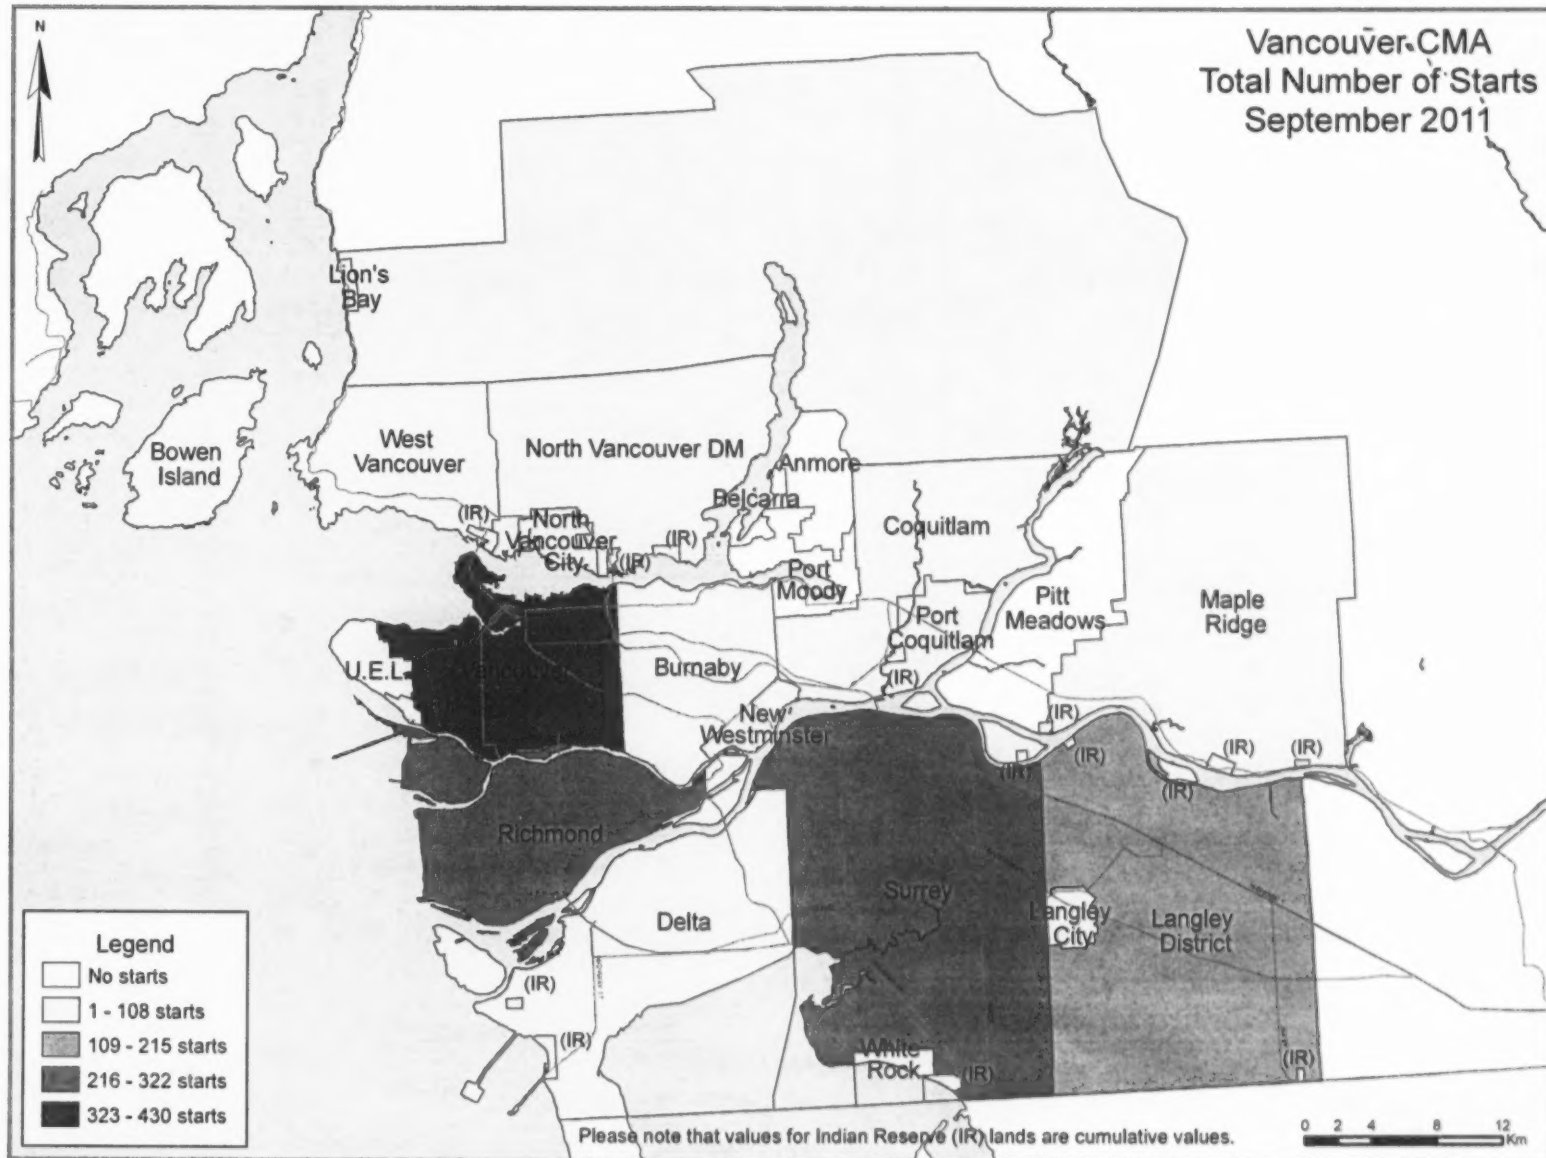 N
Vancouver CMA
Total Number of Starts
September 2011
Lion's
Bay
Bowen
Island
West
Vancouver
North Vancouver DM
Anmore
Belcarra
(IR)
North
Vancouver
City
(IR)
(IR)
Coquitlam
Port
Moody
Port
Coquitlam
Pitt
Meadows
Maple
Ridge
U.E.L.
Vancouver
Burnaby
(IR)
New
Westminster
(IR)
(IR)
(IR)
(IR)
(IR)
(IR)
Richmond
Surrey
Langley
City
Langley
District
Delta
(IR)
(IR)
White
Rock
(IR)
(IR)
Legend
No starts
1 - 108 starts
109 - 215 starts
216 - 322 starts
323 - 430 starts
Please note that values for Indian Reserve (IR) lands are cumulative values.
0 2 4 8 12
Km